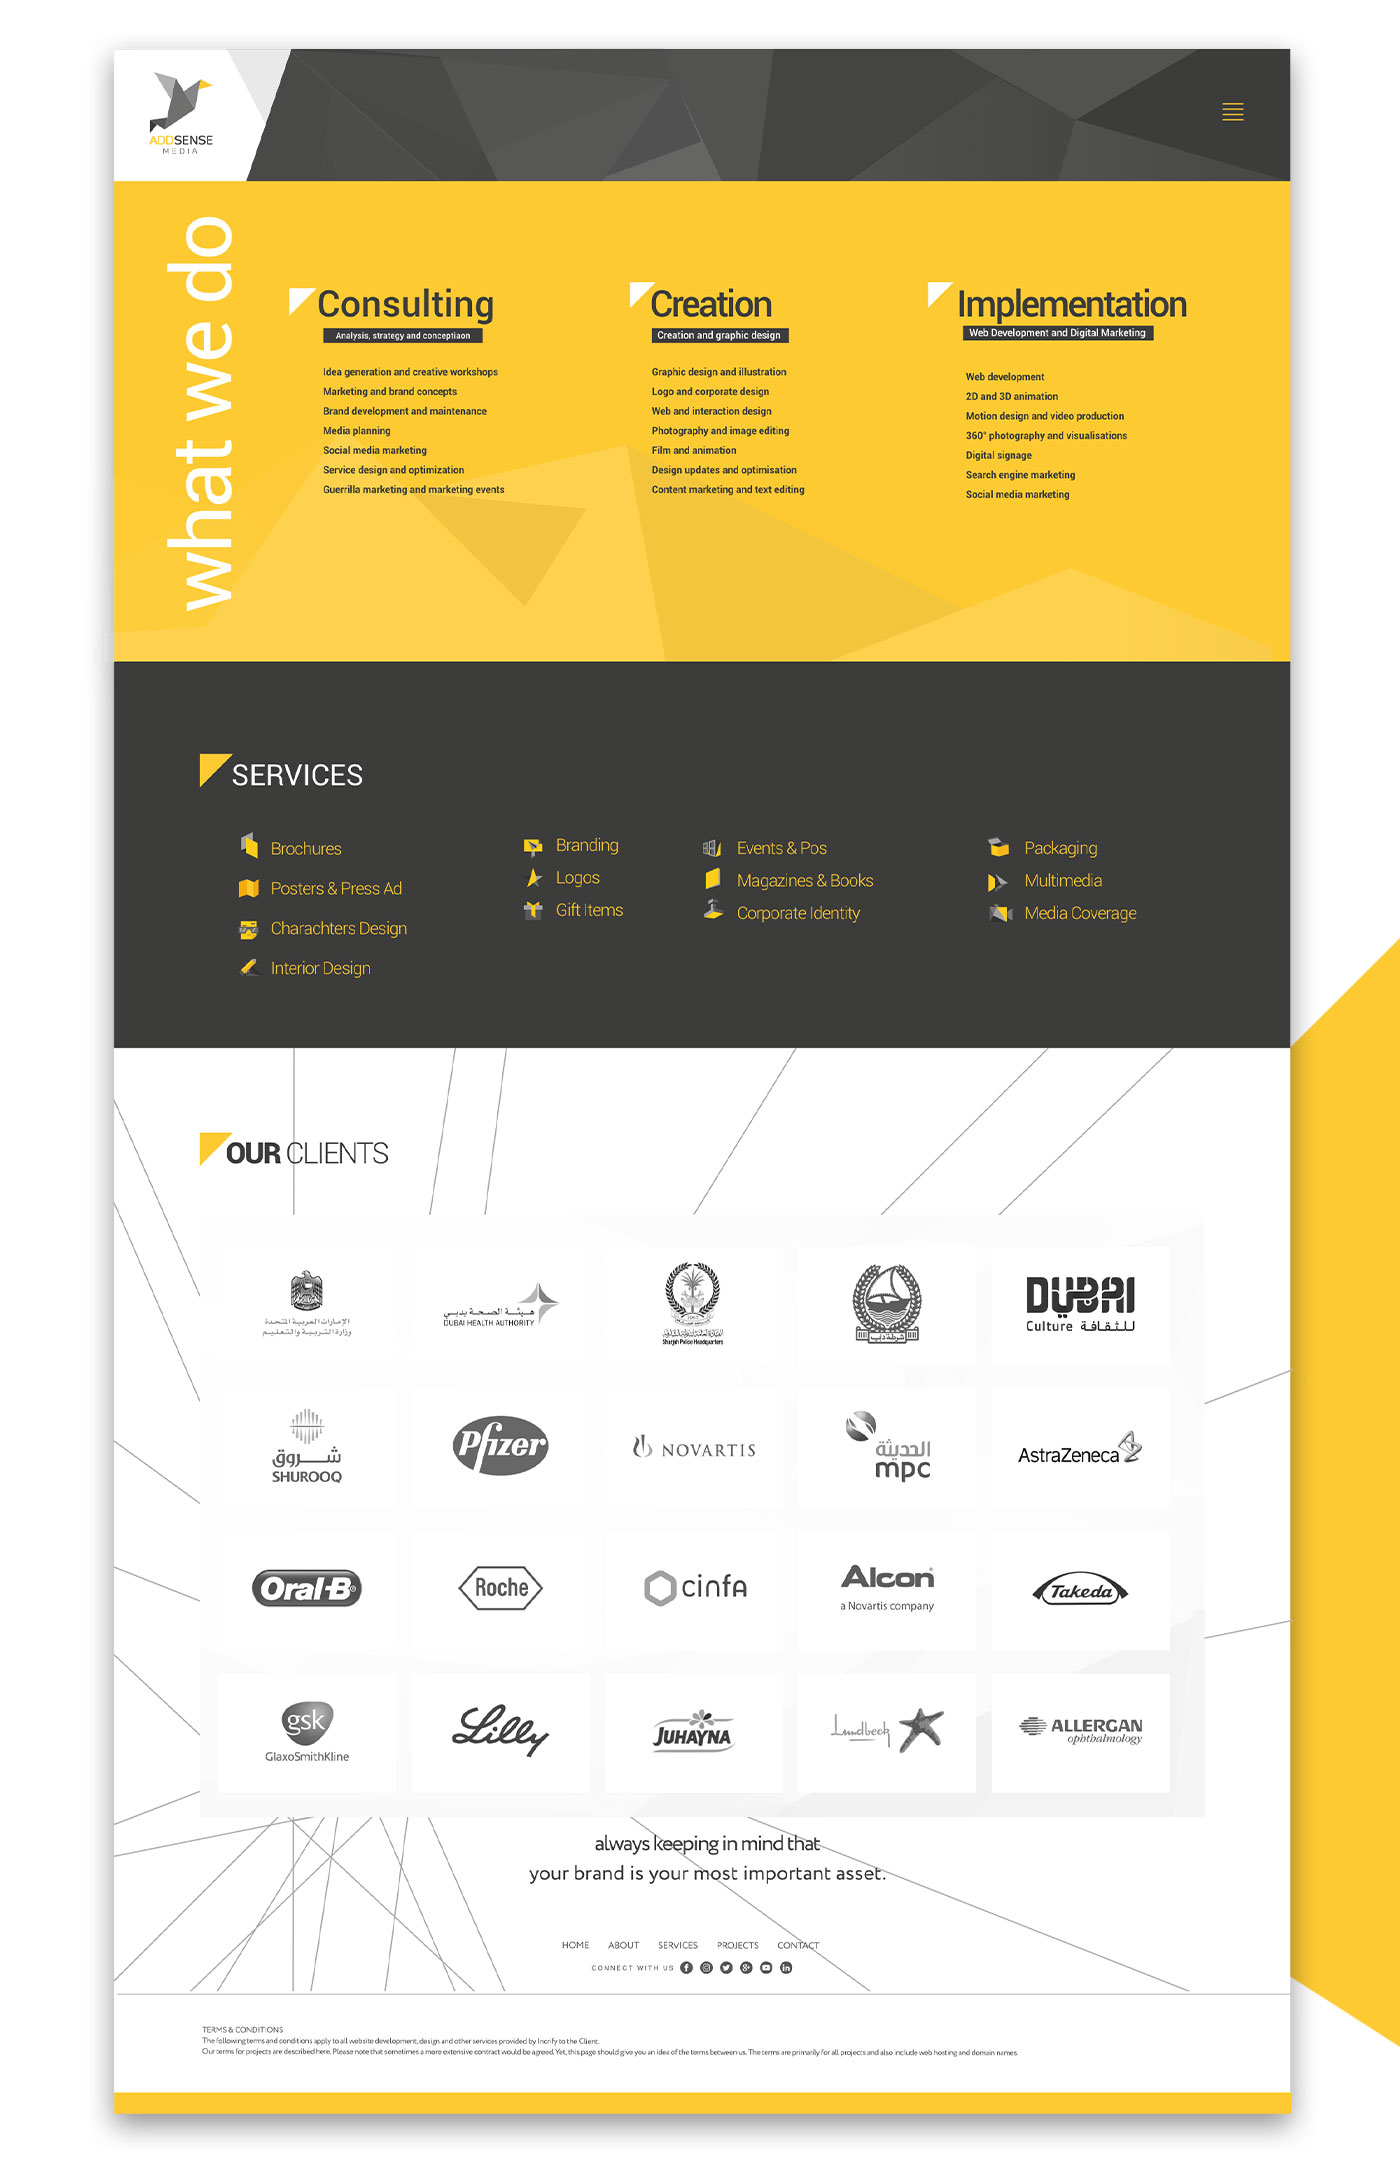 ADDSENSE
MEDIA
what we do
Consulting
Analysis, strategy and conceptiaon
Idea generation and creative workshops
Marketing and brand concepts
Brand development and maintenance
Media planning
Social media marketing
Service design and optimization
Guerrilla marketing and marketing events
Creation
Creation and graphic design
Graphic design and illustration
Logo and corporate design
Web and interaction design
Photography and image editing
Film and animation
Design updates and optimisation
Content marketing and text editing
Implementation
Web Development and Digital Marketing
Web development
2D and 3D animation
Motion design and video production
360° photography and visualisations
Digital signage
Search engine marketing
Social media marketing
SERVICES
Brochures
Posters & Press Ad
Charachters Design
Interior Design
Branding
Logos
Gift Items
Events & Pos
Magazines & Books
Corporate Identity
Packaging
Multimedia
Media Coverage
OUR CLIENTS
الإمارات العربية المتحدة
وزارة التربية والتعليم
هيئة الصحة بدبي
DUBAI HEALTH AUTHORITY
Sharjah Police Headquarters
شرطة دبي
DUBAI
Culture للثقافة
شروق
SHUROOQ
Pfizer
NOVARTIS
الحديثة
mpc
AstraZeneca
Oral-B
Roche
cinfa
Alcon
a Novartis company
Takeda
gsk
GlaxoSmithKline
Lilly
JUHAYNA
Lundbeck
ALLERGAN
ophthalmology
always keeping in mind that
your brand is your most important asset.
HOME ABOUT SERVICES PROJECTS CONTACT
CONNECT WITH US
TERMS & CONDITIONS
The following terms and conditions apply to all website development, design and other services provided by Incrify to the Client.
Our terms for projects are described here. Please note that sometimes a more extensive contract would be agreed. Yet, this page should give you an idea of the terms between us. The terms are primarily for all projects and also include web hosting and domain names.